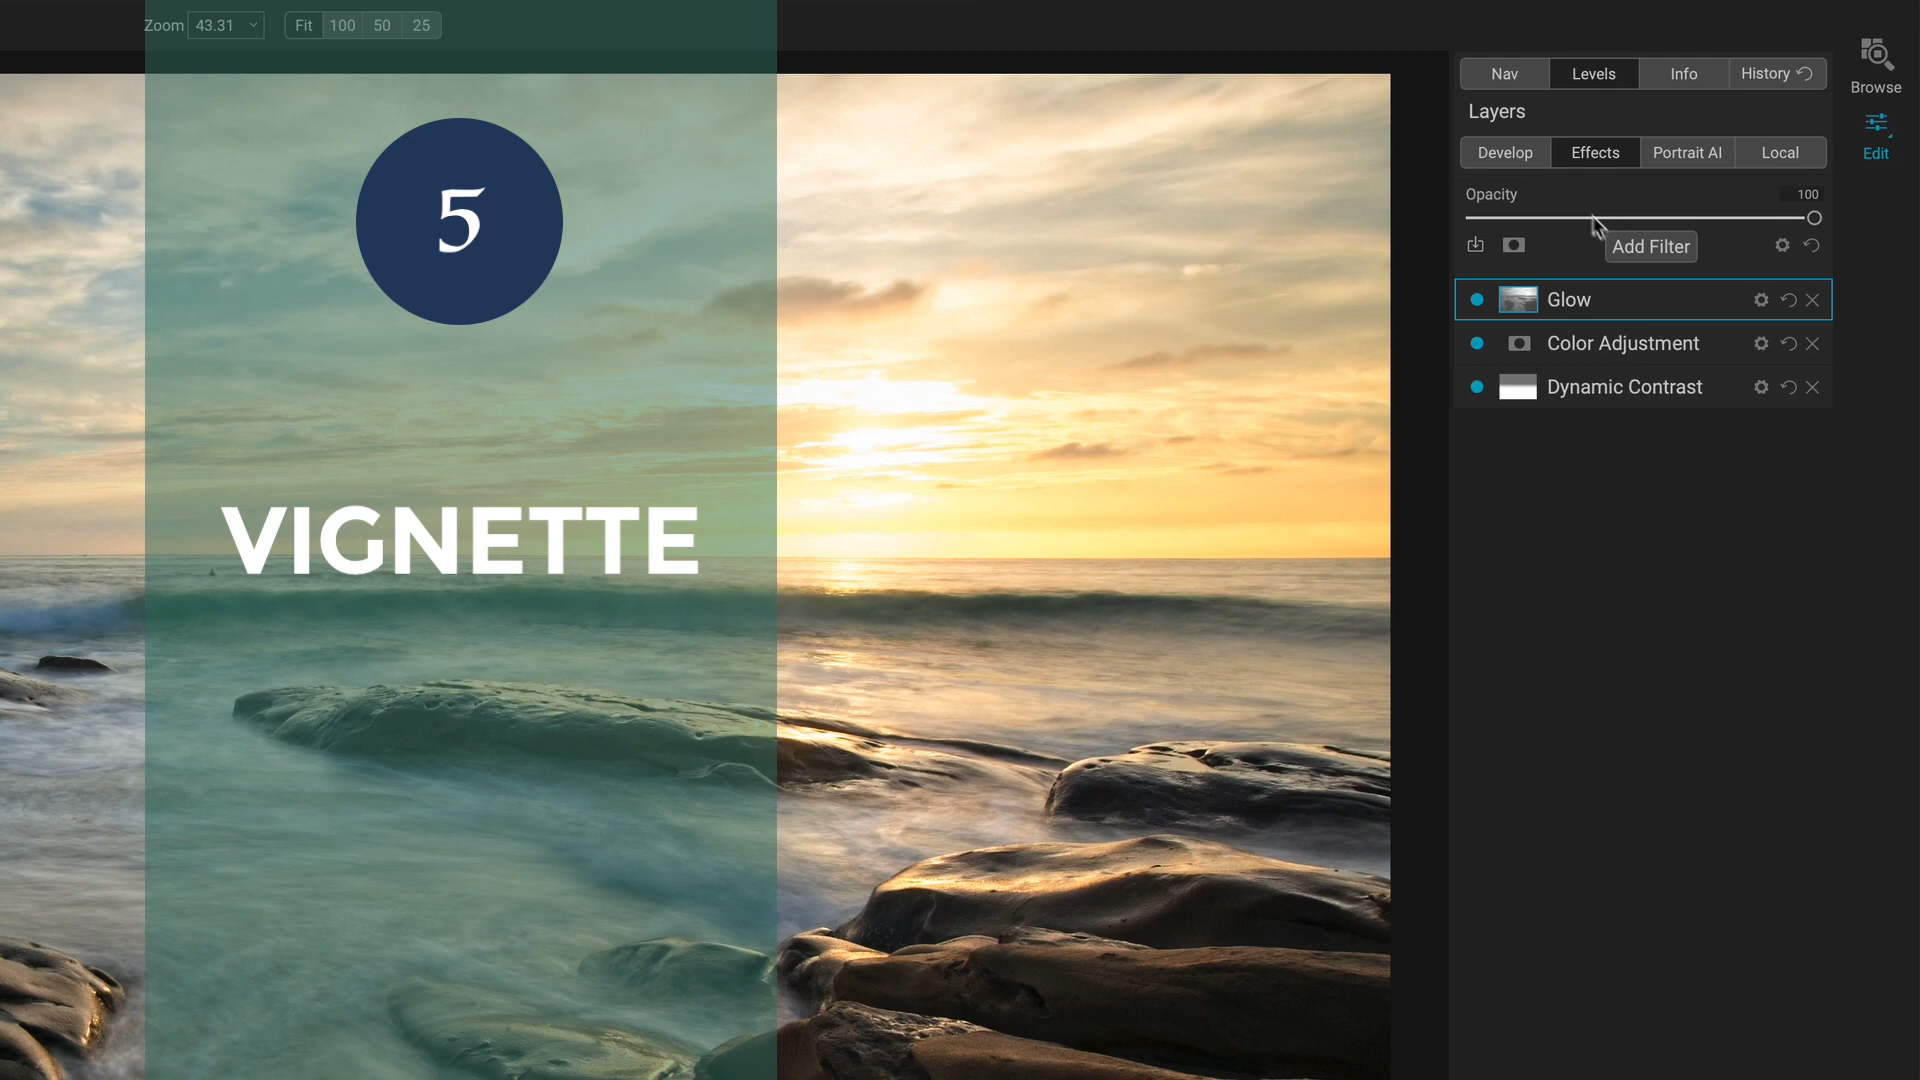 Zoom 43.31 Fit 100 50 25
5
VIGNETTE
Nav Levels Info History
Layers
Develop Effects Portrait AI Local
Opacity 100
Add Filter
Glow
Color Adjustment
Dynamic Contrast
Browse
Edit